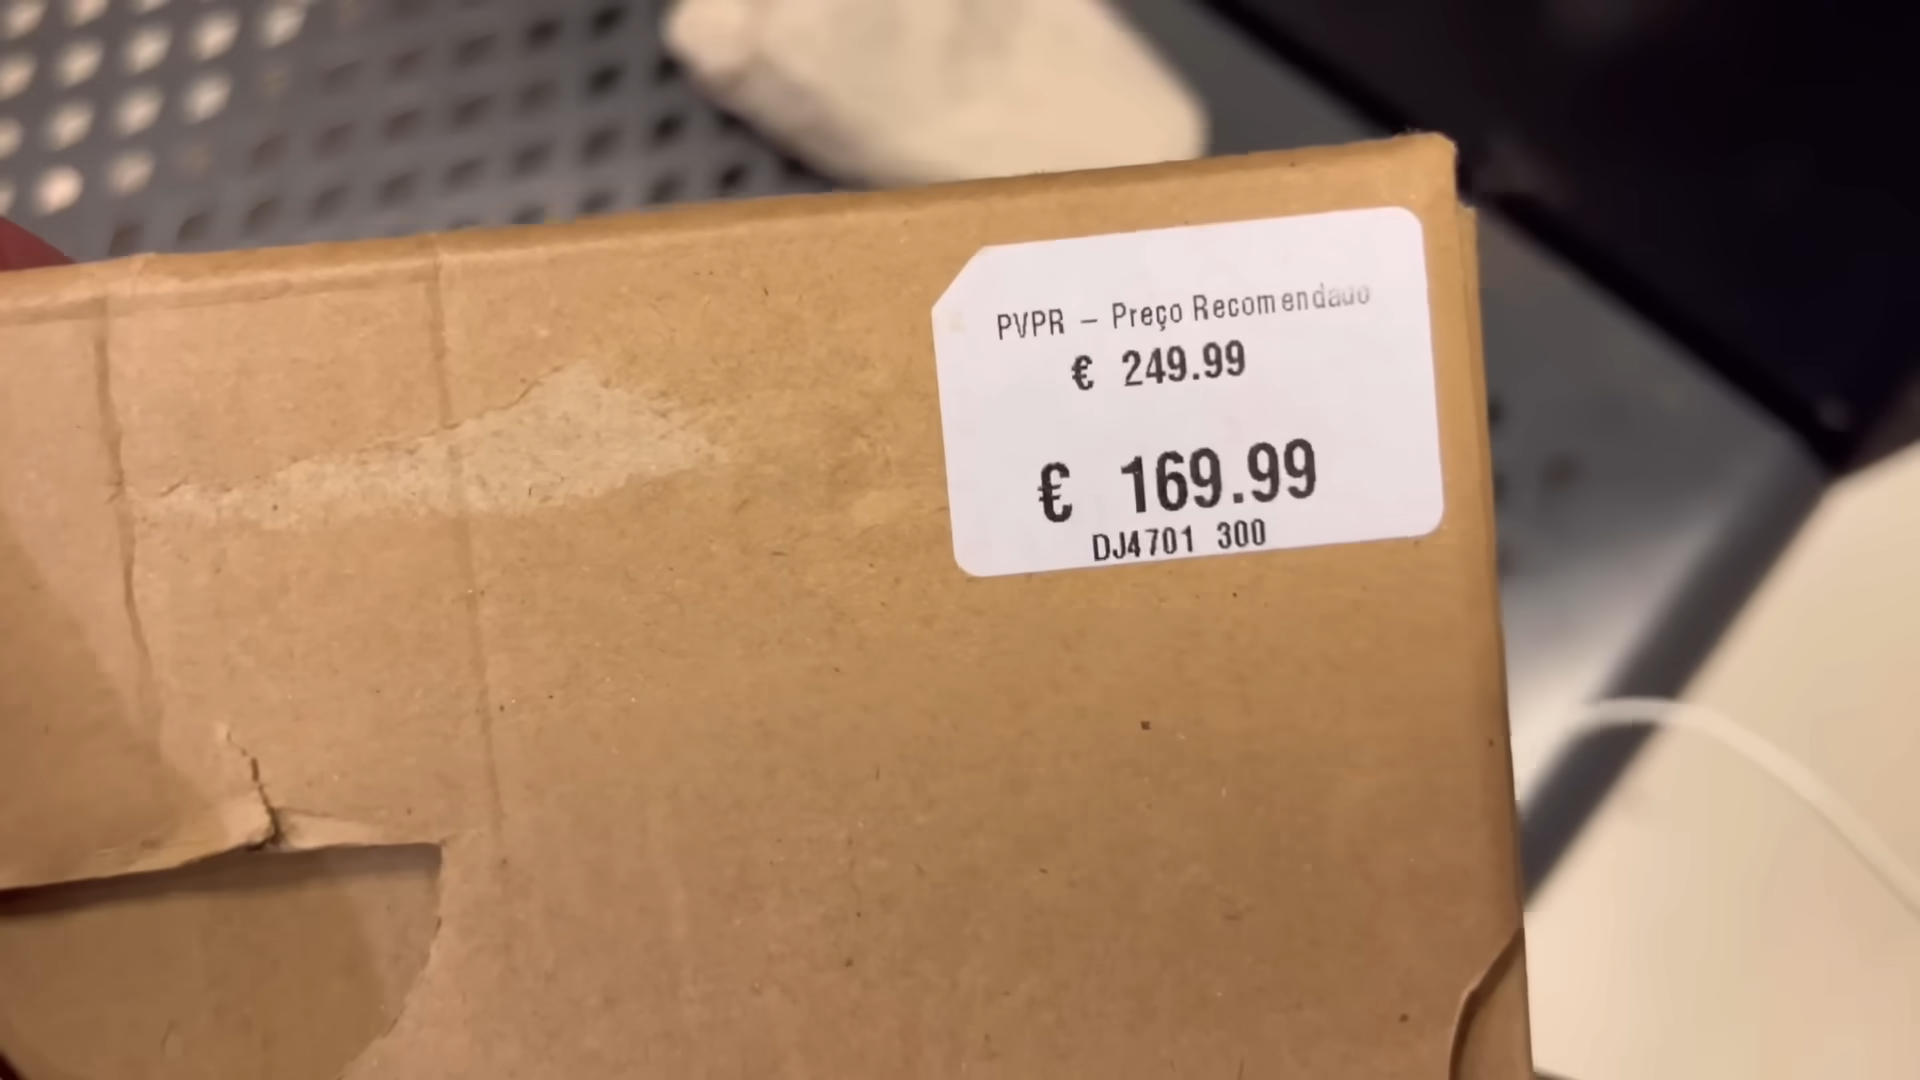 PVPR – Preço Recomendado
€ 249.99
€ 169.99
DJ4701 300